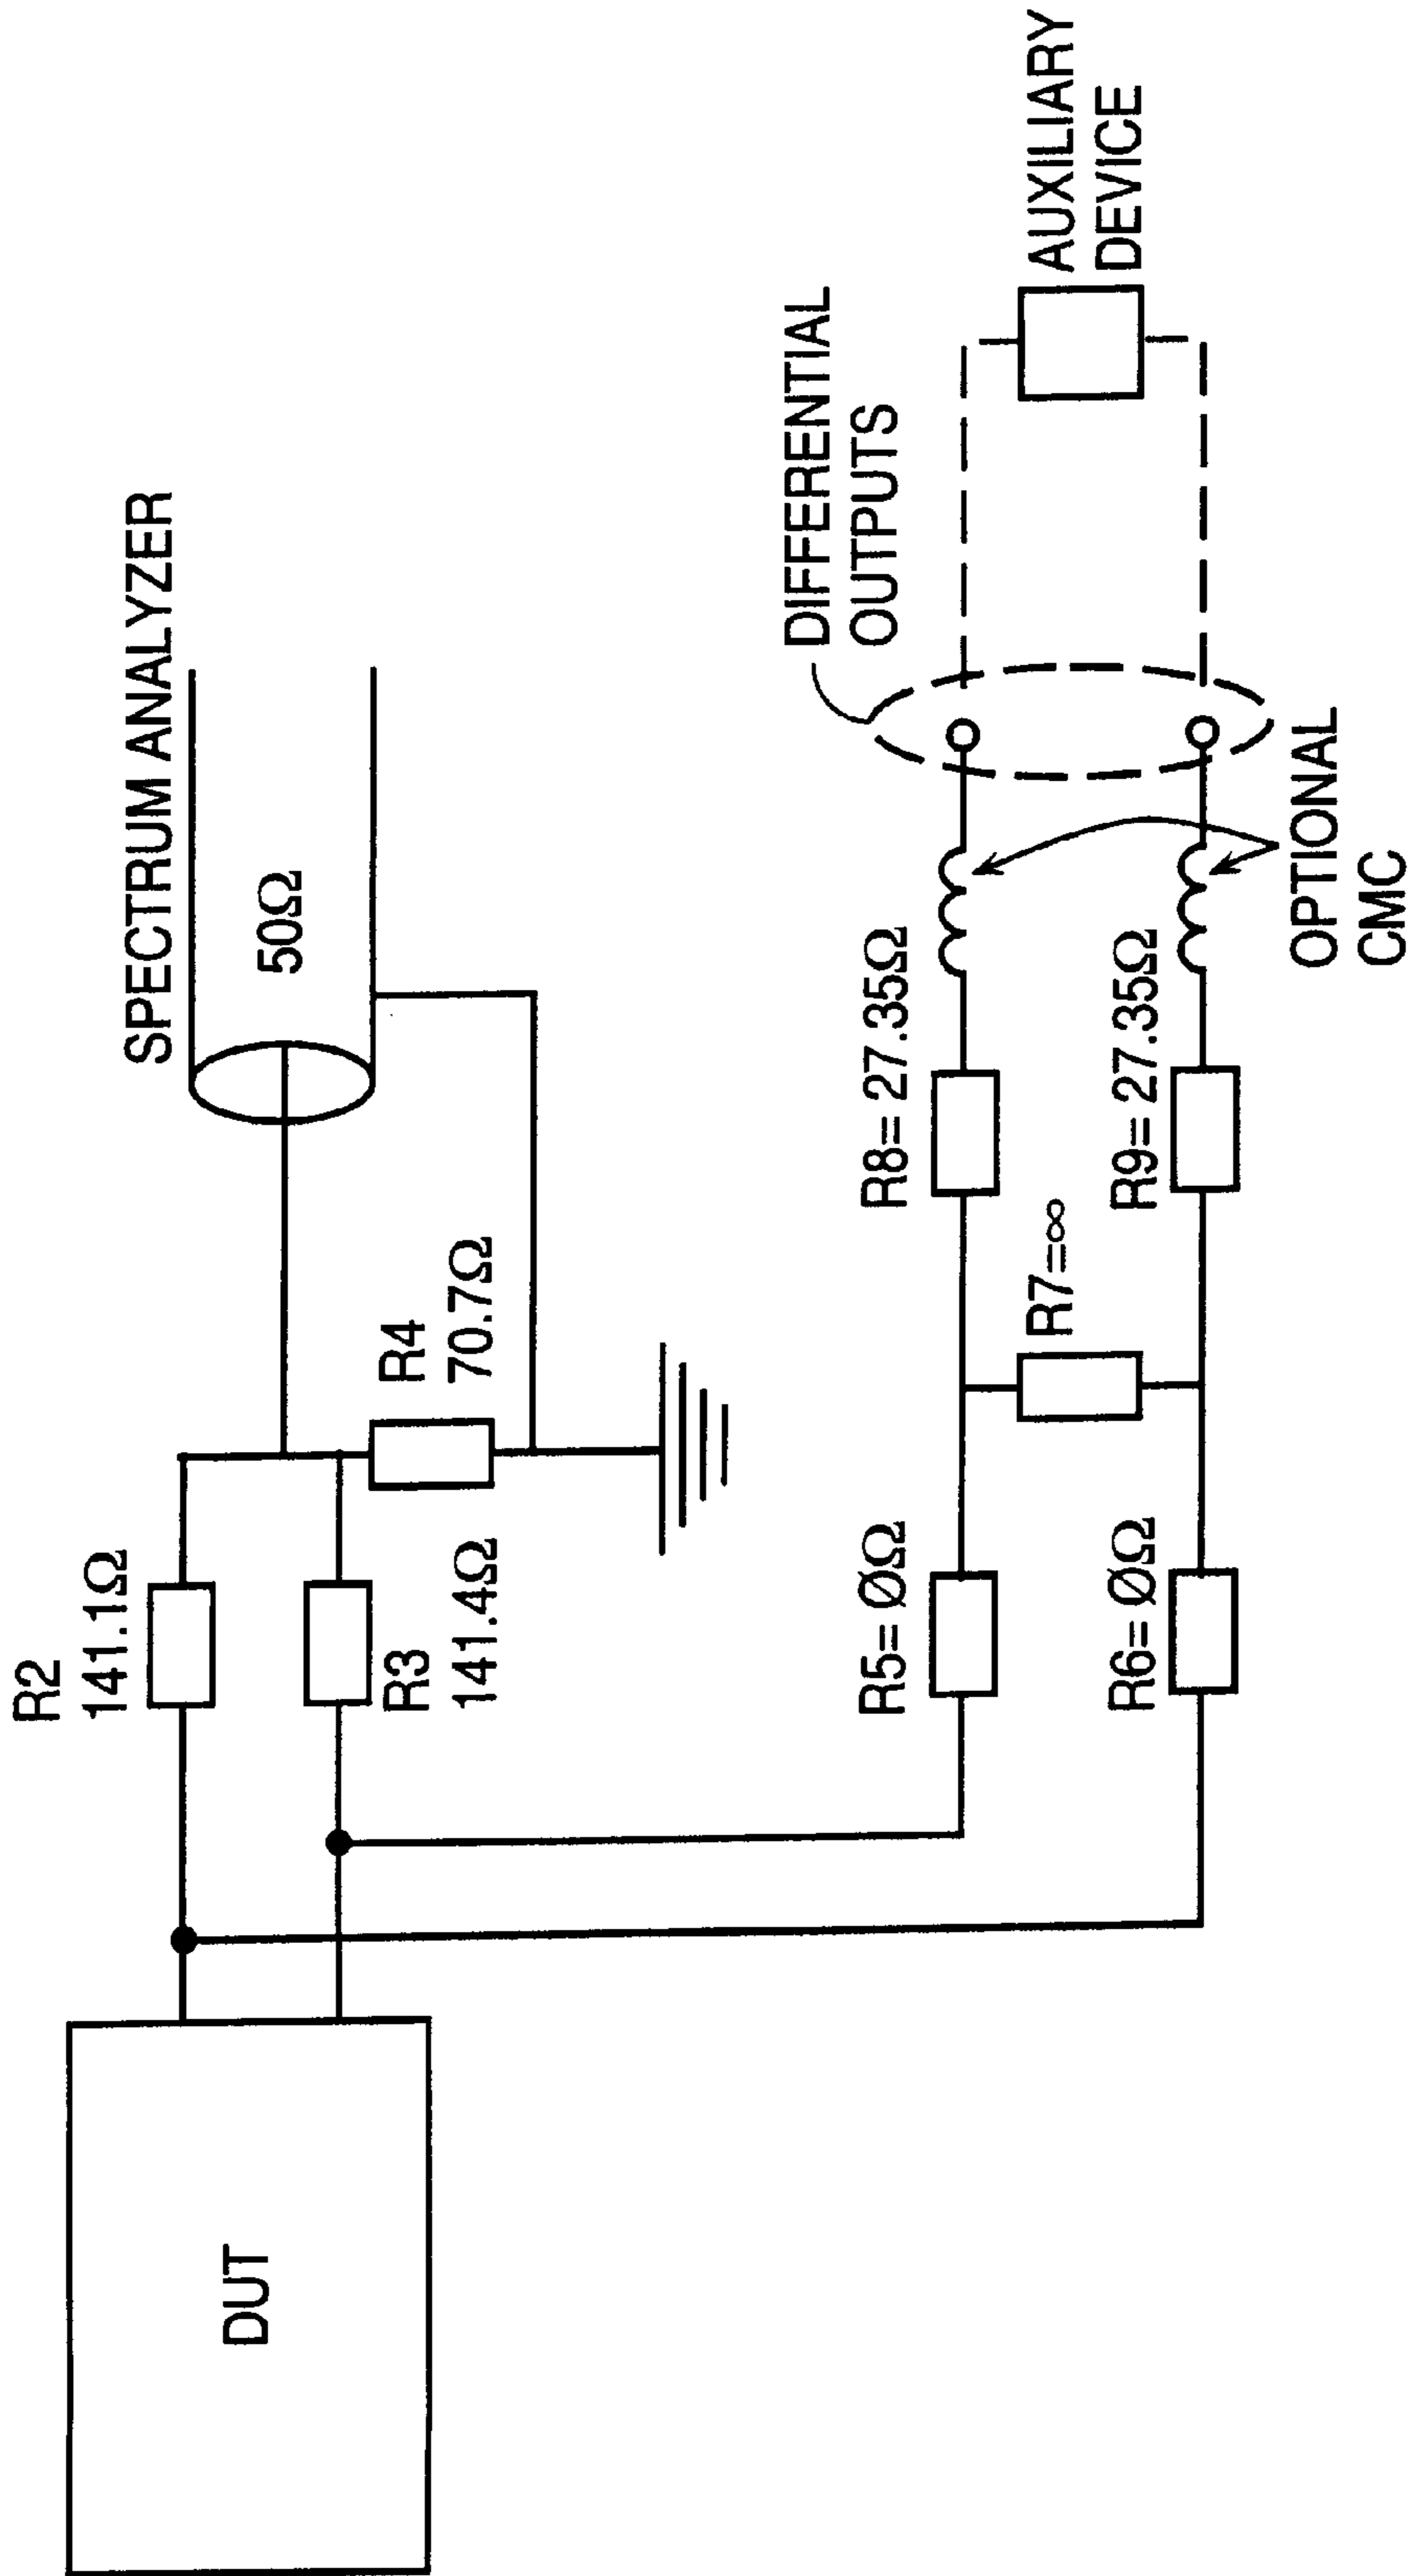 SPECTRUM ANALYZER
50Ω
R2
141.1Ω
R3
141.4Ω
R4
70.7Ω
DUT
DIFFERENTIAL
OUTPUTS
R5= ØΩ
R8= 27.35Ω
R7=∞
R6= ØΩ
R9= 27.35Ω
AUXILIARY
DEVICE
OPTIONAL
CMC